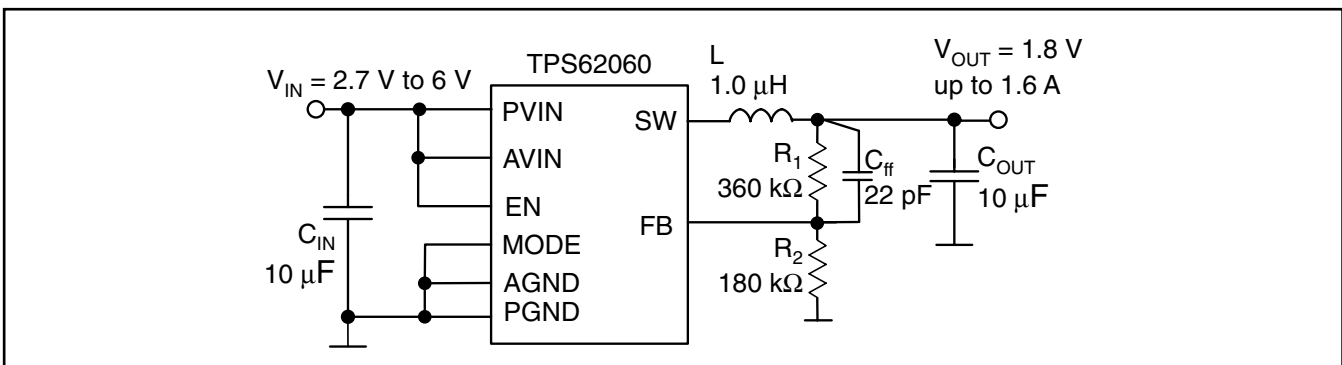 TPS62060
V_IN = 2.7 V to 6 V
PVIN
AVIN
EN
MODE
AGND
PGND
SW
FB
C_IN
10 μF
L
1.0 μH
R_1
360 kΩ
C_ff
22 pF
R_2
180 kΩ
V_OUT = 1.8 V
up to 1.6 A
C_OUT
10 μF